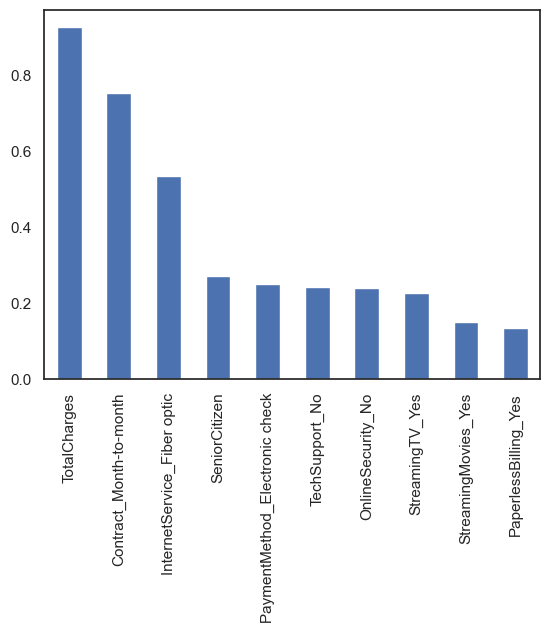 0.8
0.6
0.4
0.2
0.0
TotalCharges
Contract_Month-to-month
InternetService_Fiber optic
SeniorCitizen
PaymentMethod_Electronic check
TechSupport_No
OnlineSecurity_No
StreamingTV_Yes
StreamingMovies_Yes
PaperlessBilling_Yes